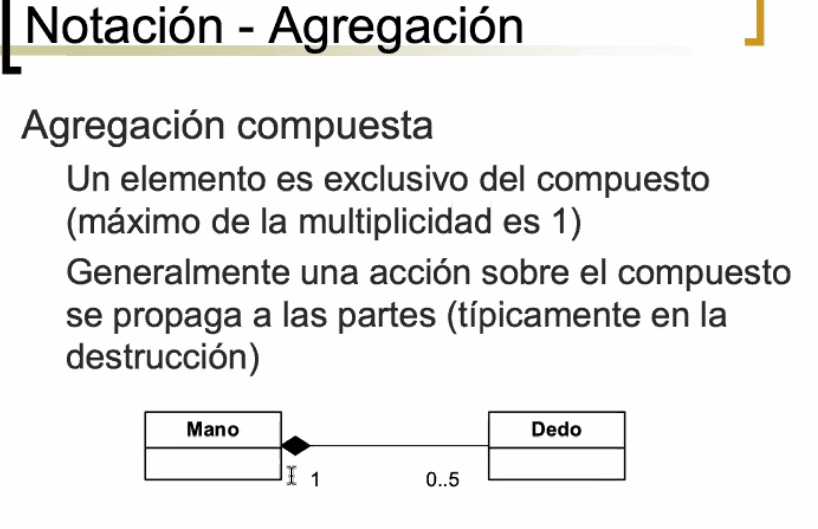 Notación - Agregación
Agregación compuesta
Un elemento es exclusivo del compuesto
(máximo de la multiplicidad es 1)
Generalmente una acción sobre el compuesto
se propaga a las partes (típicamente en la
destrucción)
Mano
Dedo
1
0..5